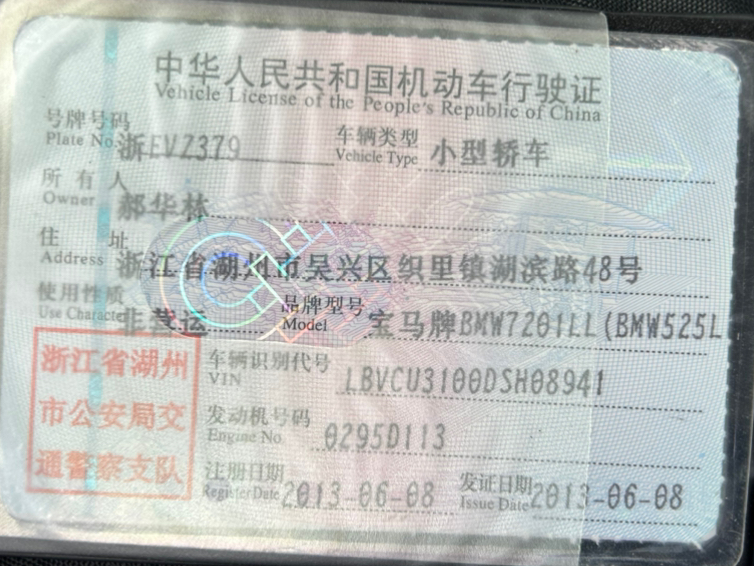 中华人民共和国机动车行驶证
Vehicle License of the People's Republic of China
号牌号码 浙EVZ379 车辆类型 小型轿车
Plate No. Vehicle Type
所有人 郝华林
Owner
住址 浙江省湖州市吴兴区织里镇湖滨路48号
Address
使用性质 非营运 品牌型号 宝马牌BMW7201LL(BMW525L
Use Character Model
浙江省湖州
市公安局交
通警察支队
车辆识别代号 LBVCU3100DSH08941
VIN
发动机号码 0295D113
Engine No.
注册日期 2013-06-08 发证日期 2013-06-08
Register Date Issue Date